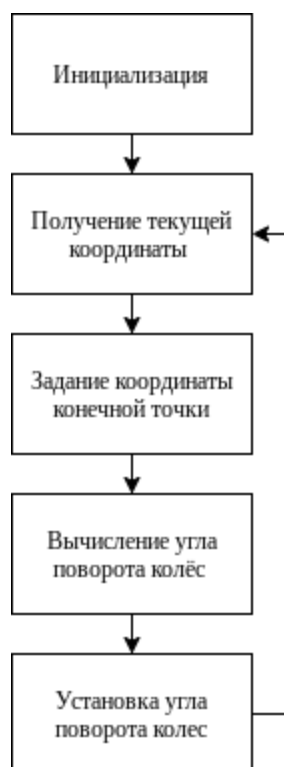 Инициализация
Получение текущей
координаты
Задание координаты
конечной точки
Вычисление угла
поворота колёс
Установка угла
поворота колес